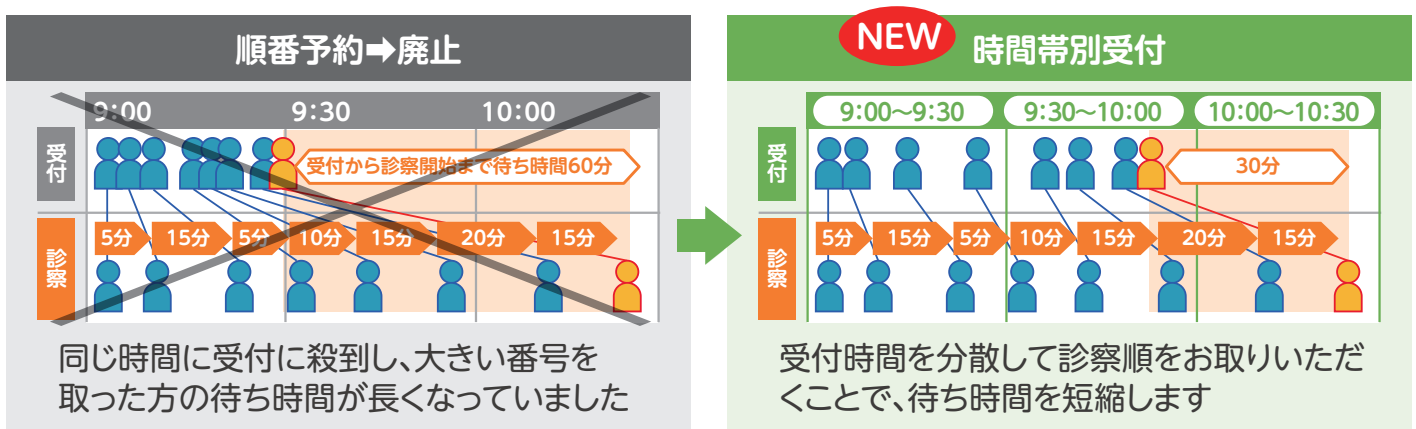 順番予約➡廃止
9:00 9:30 10:00
受付
受付から診察開始まで待ち時間60分
診察
5分 15分 5分 10分 15分 20分 15分
同じ時間に受付に殺到し、大きい番号を
取った方の待ち時間が長くなっていました
NEW 時間帯別受付
9:00〜9:30 9:30〜10:00 10:00〜10:30
受付
30分
診察
5分 15分 5分 10分 15分 20分 15分
受付時間を分散して診察順をお取りいただ
くことで、待ち時間を短縮します